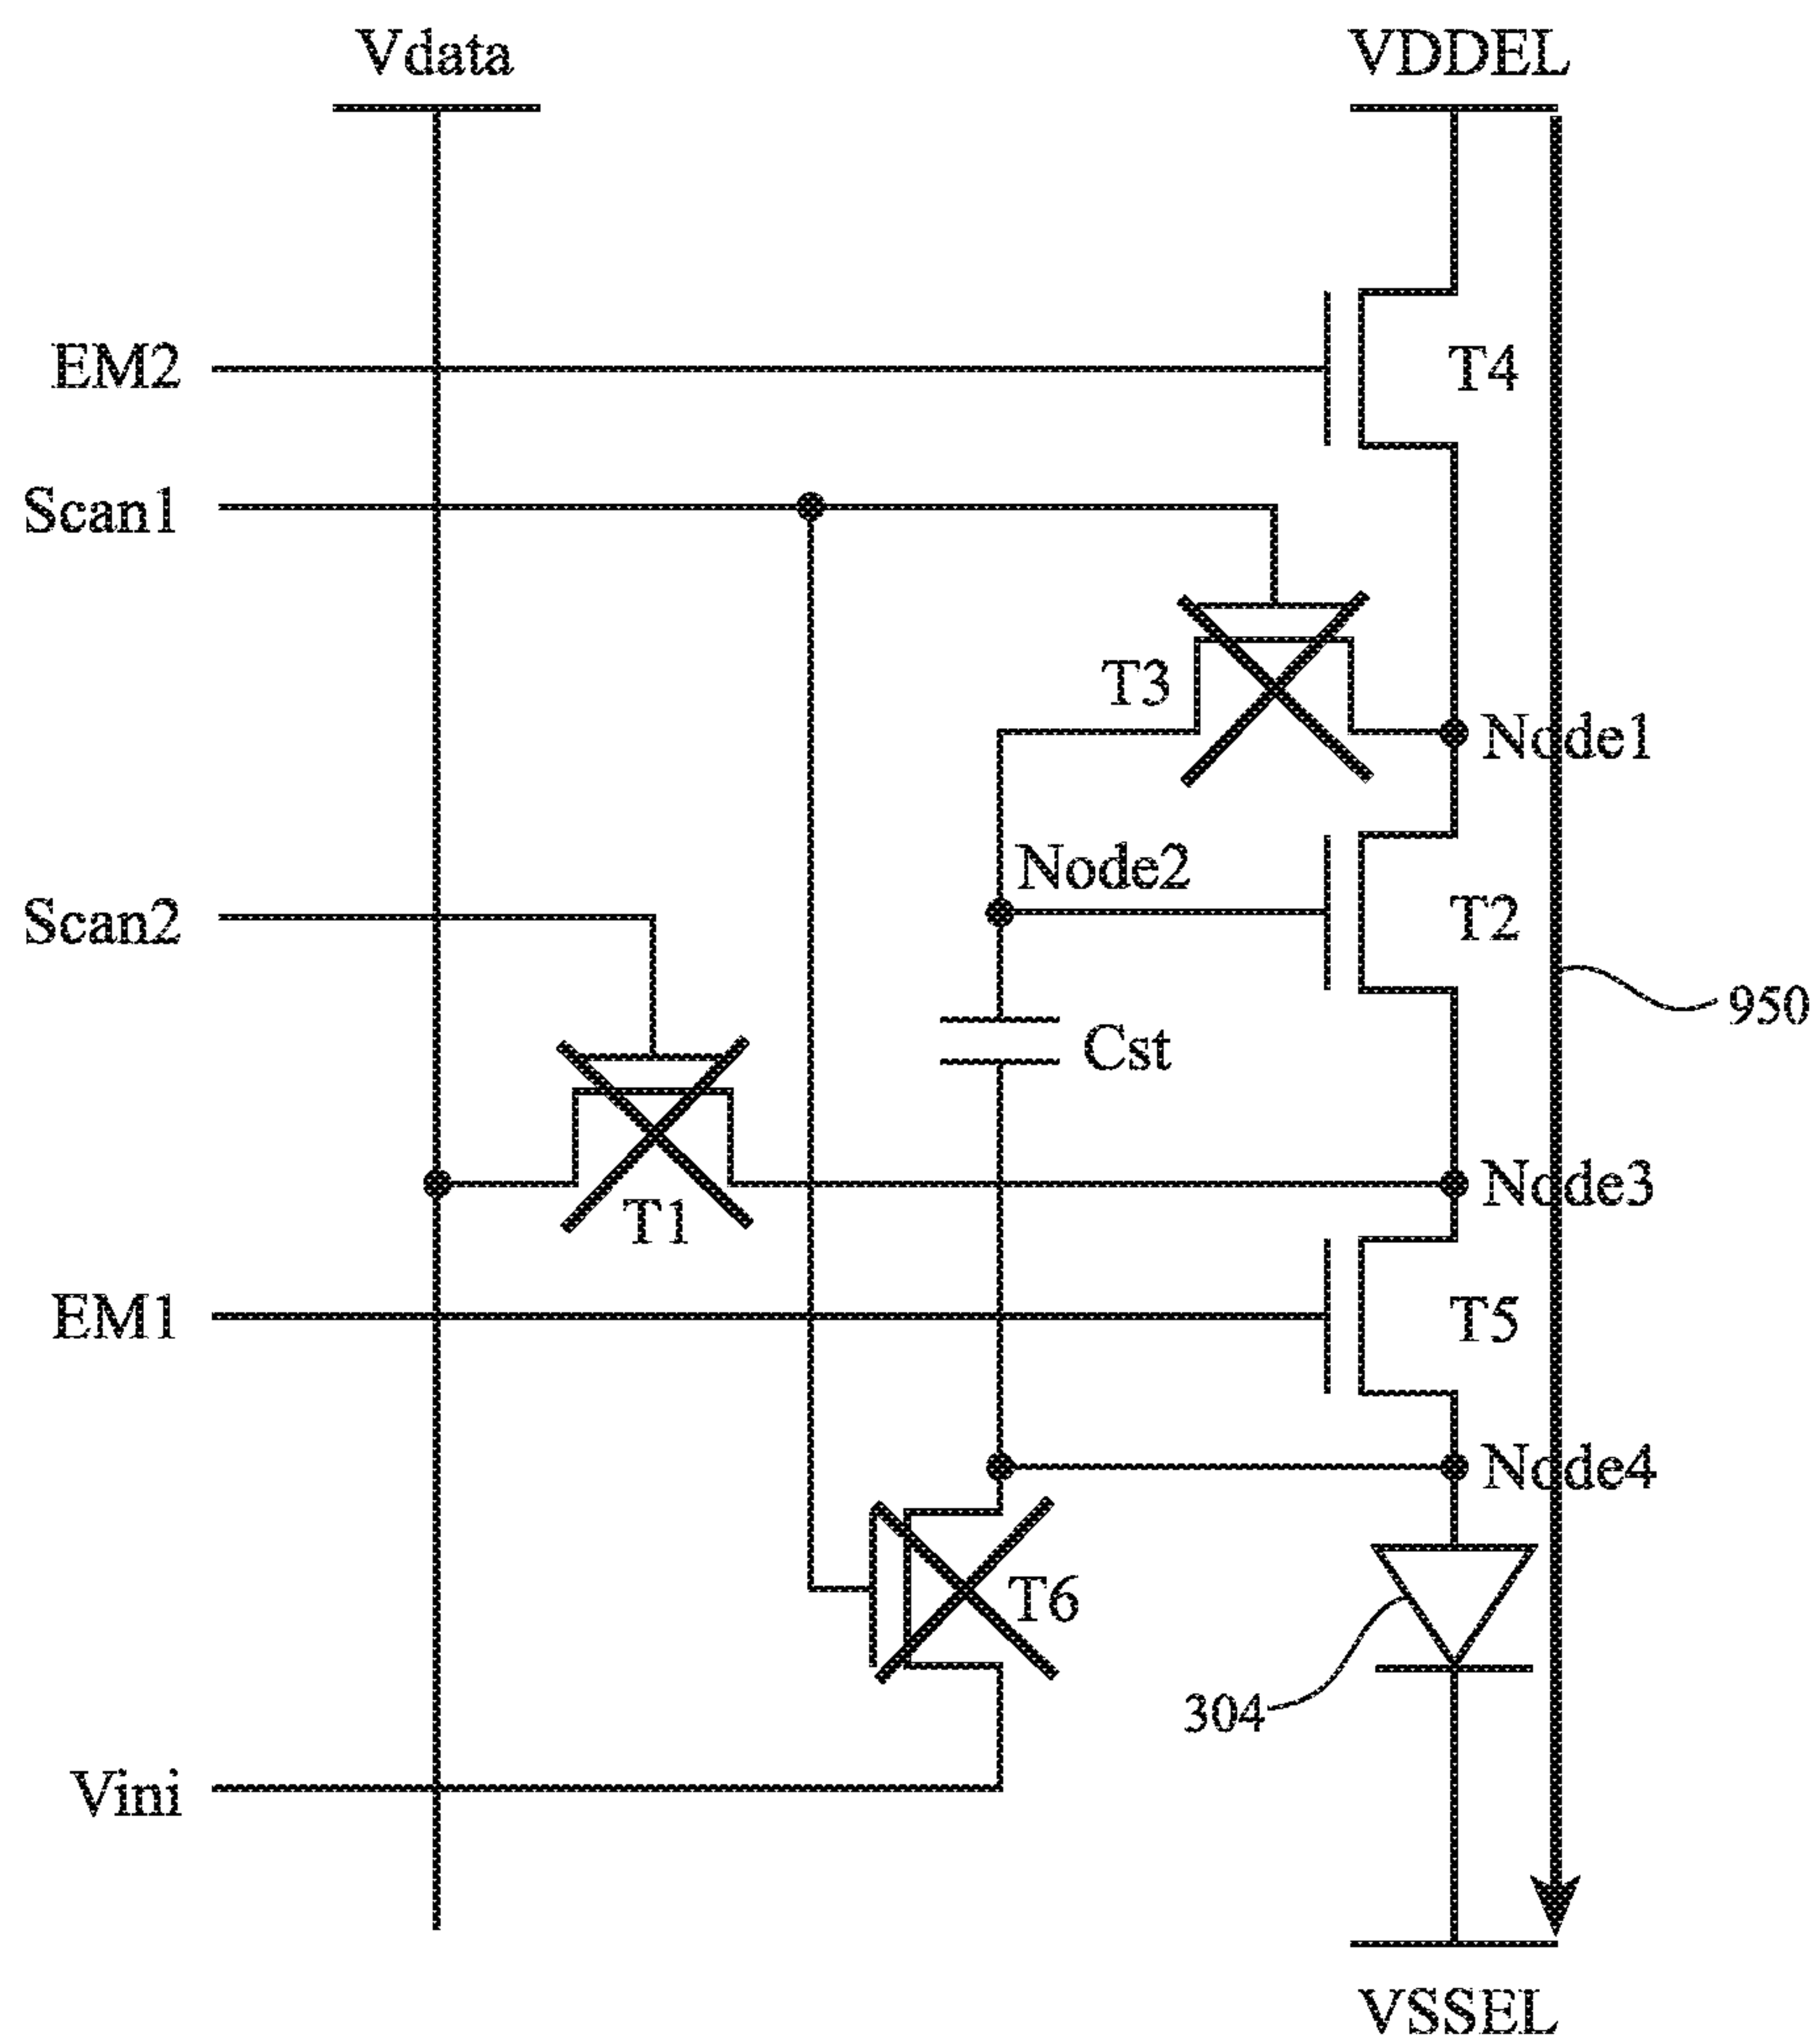 Vdata
VDDEL
EM2
T4
Scan1
T3
Node1
Node2
Scan2
T2
950
Cst
Node3
T1
EM1
T5
Node4
T6
304
Vini
VSSEL